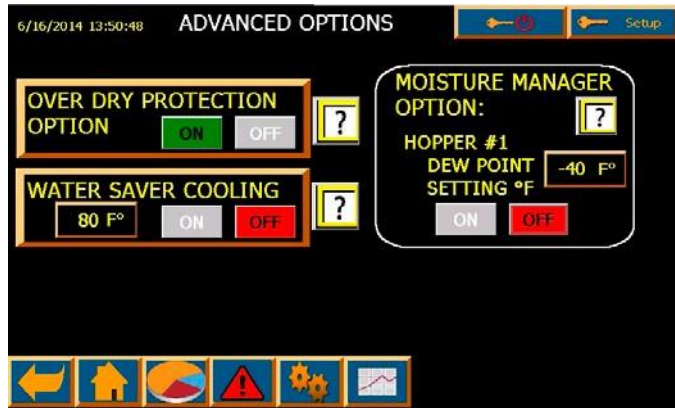 6/16/2014 13:50:48
ADVANCED OPTIONS
Setup
OVER DRY PROTECTION
OPTION
ON OFF
?
WATER SAVER COOLING
80 F° ON OFF
?
MOISTURE MANAGER
OPTION:
?
HOPPER #1
DEW POINT
SETTING °F
-40 F°
ON OFF